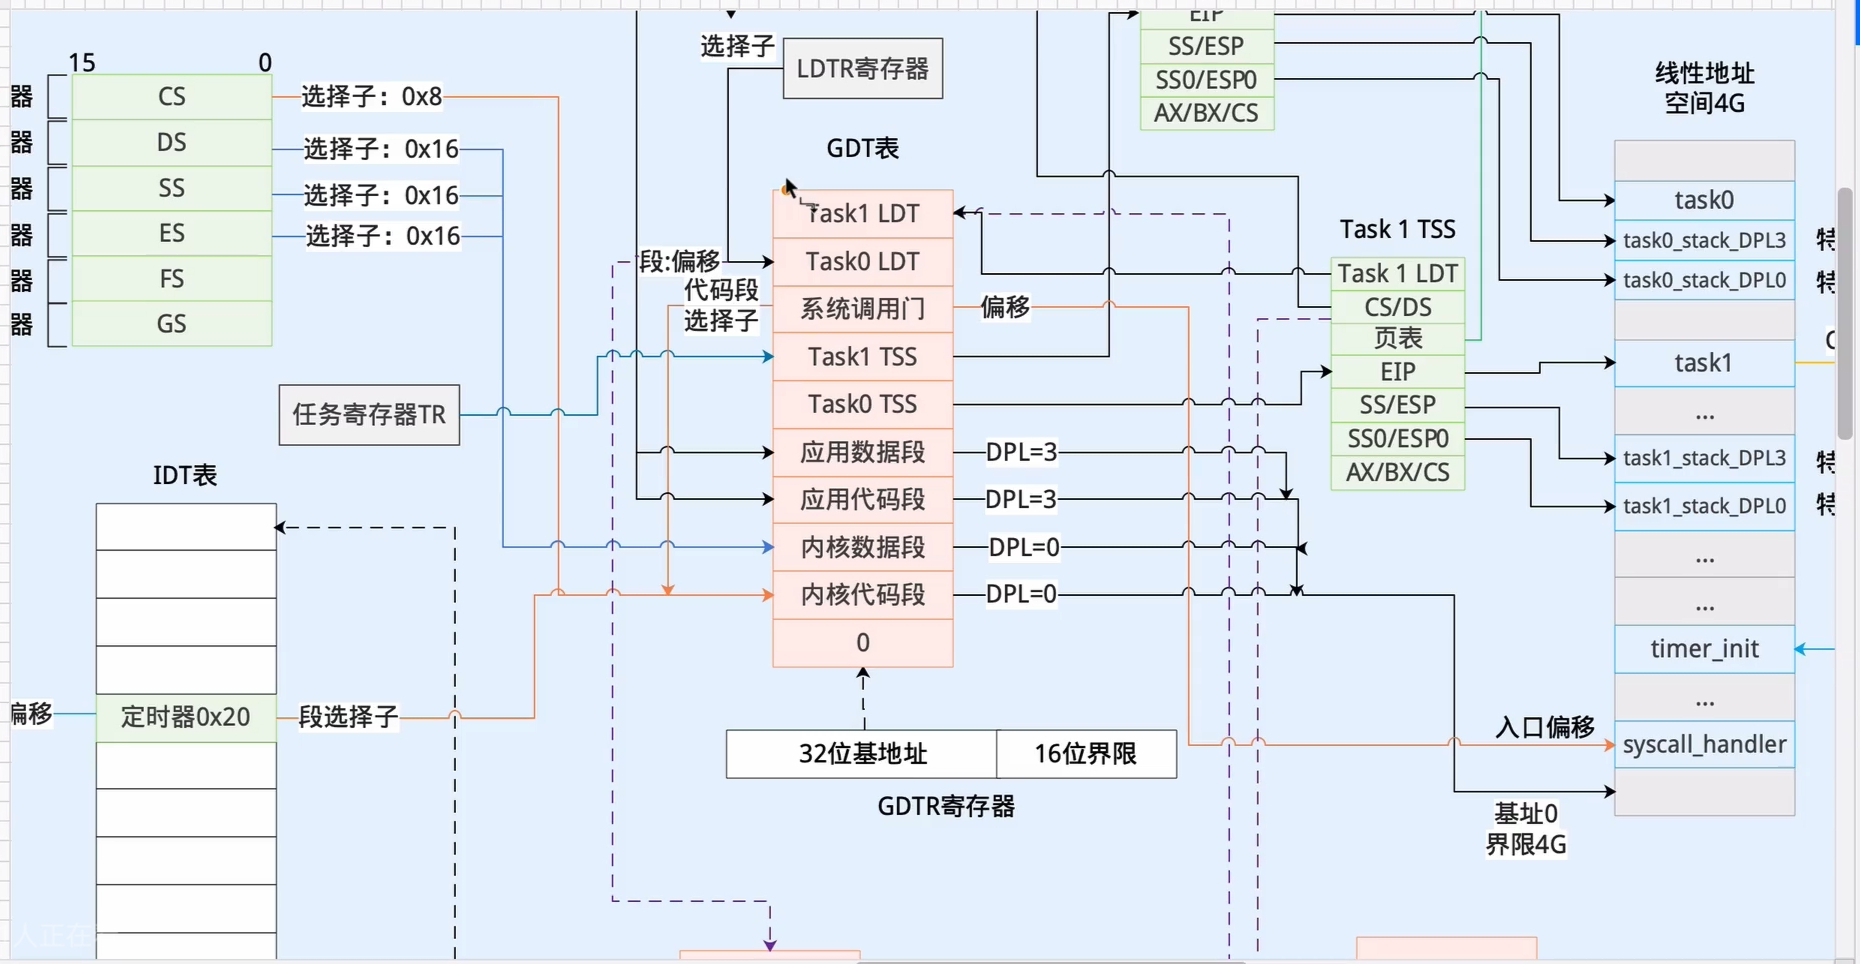 15
0
器
CS
选择子：0x8
器
DS
选择子：0x16
器
SS
选择子：0x16
器
ES
选择子：0x16
器
FS
器
GS
任务寄存器TR
IDT表
偏移
定时器0x20
段选择子
选择子
LDTR寄存器
GDT表
Task1 LDT
段:偏移
Task0 LDT
代码段
选择子
系统调用门
偏移
Task1 TSS
Task0 TSS
应用数据段
DPL=3
应用代码段
DPL=3
内核数据段
DPL=0
内核代码段
DPL=0
0
32位基地址
16位界限
GDTR寄存器
EIP
SS/ESP
SS0/ESP0
AX/BX/CS
Task 1 TSS
Task 1 LDT
CS/DS
页表
EIP
SS/ESP
SS0/ESP0
AX/BX/CS
线性地址
空间4G
task0
task0_stack_DPL3
特
task0_stack_DPL0
特
task1
...
task1_stack_DPL3
特
task1_stack_DPL0
特
...
...
timer_init
...
入口偏移
syscall_handler
基址0
界限4G
人正在